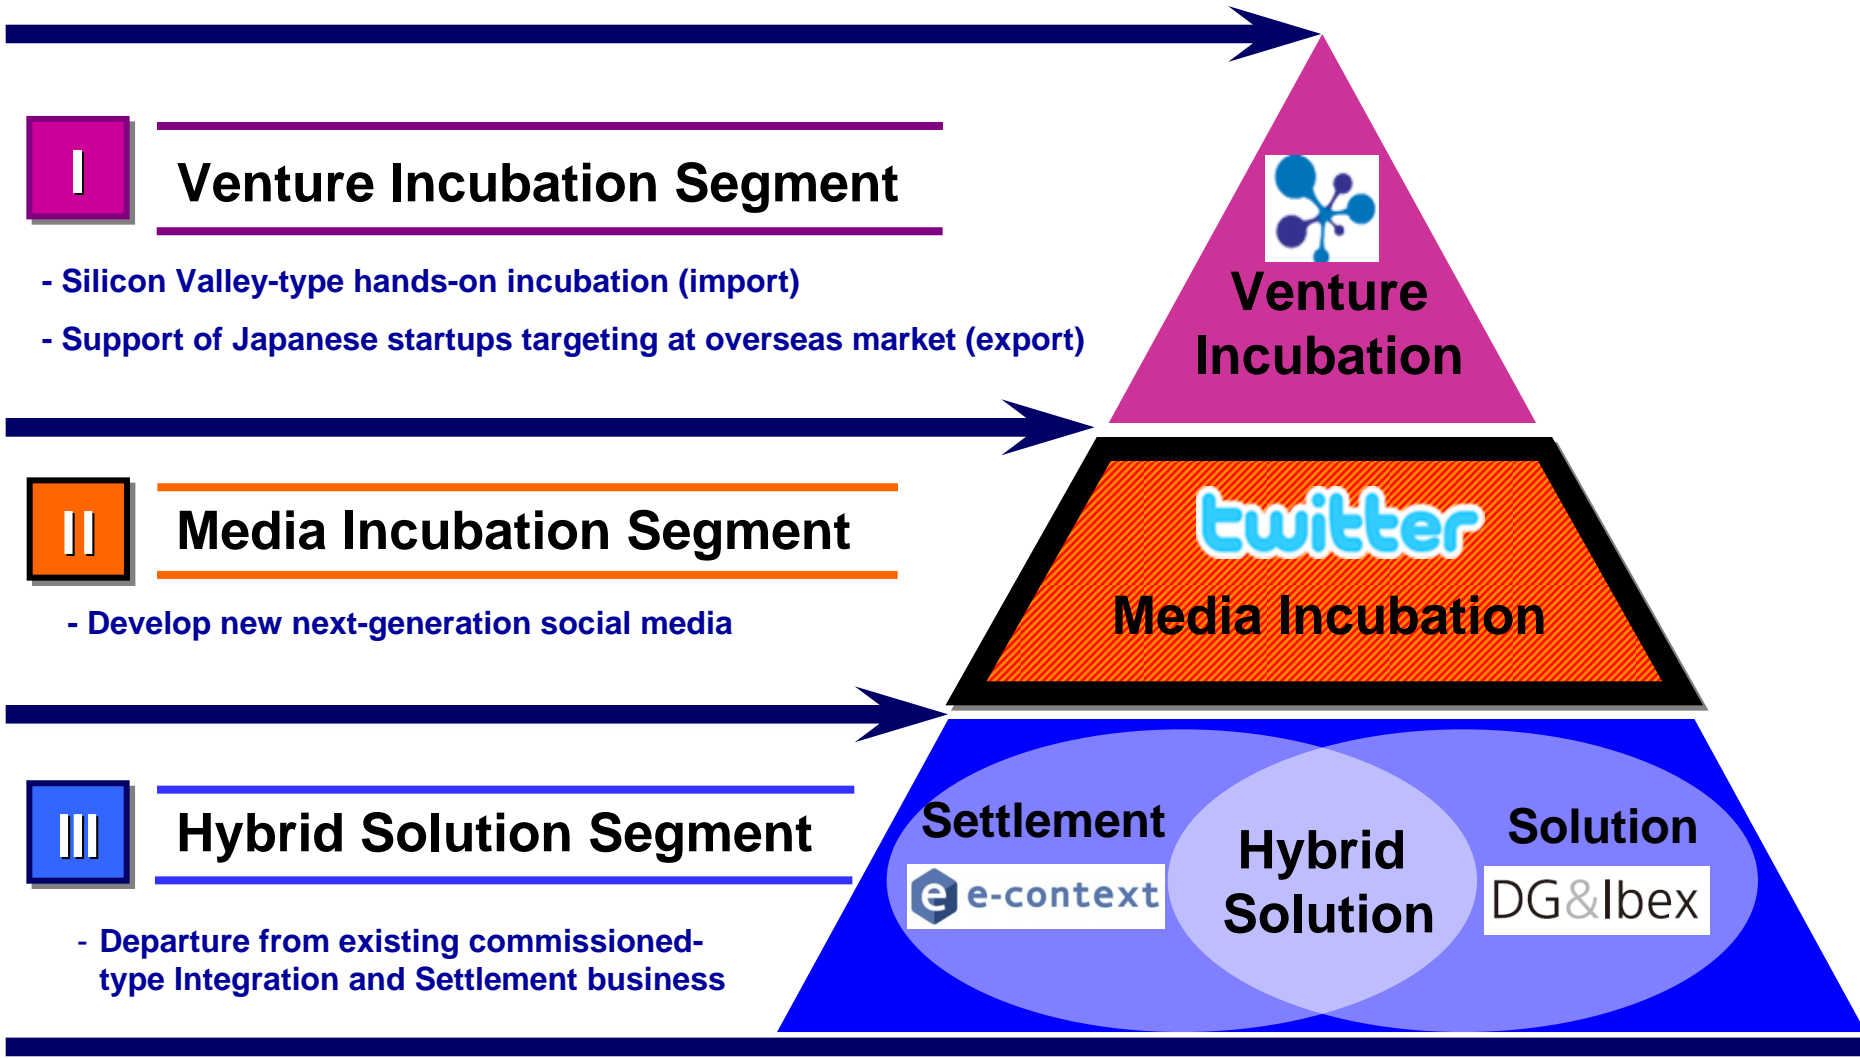 I
Venture Incubation Segment
- Silicon Valley-type hands-on incubation (import)
- Support of Japanese startups targeting at overseas market (export)
Venture
Incubation
II
Media Incubation Segment
- Develop new next-generation social media
twitter
Media Incubation
III
Hybrid Solution Segment
- Departure from existing commissioned-
type Integration and Settlement business
Settlement
e e-context
Hybrid
Solution
Solution
DG&Ibex